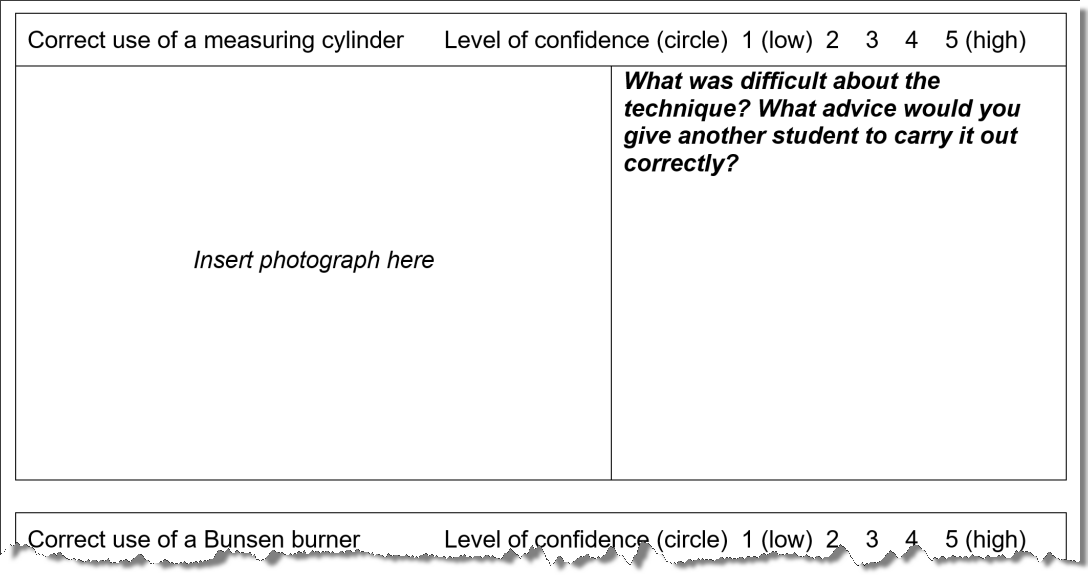 Correct use of a measuring cylinder Level of confidence (circle) 1 (low) 2 3 4 5 (high)
What was difficult about the
technique? What advice would you
give another student to carry it out
correctly?
Insert photograph here
Correct use of a Bunsen burner Level of confidence (circle) 1 (low) 2 3 4 5 (high)